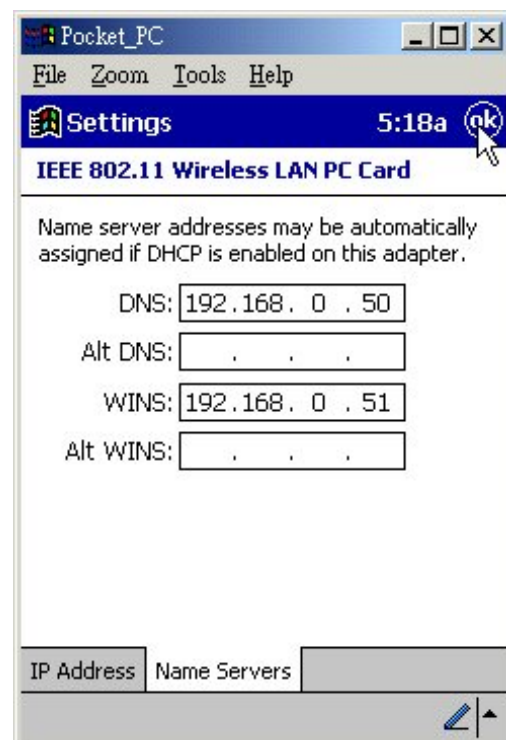 Pocket_PC
File Zoom Tools Help
Settings 5:18a ok
IEEE 802.11 Wireless LAN PC Card
Name server addresses may be automatically
assigned if DHCP is enabled on this adapter.
DNS: 192.168. 0 .50
Alt DNS: . . .
WINS: 192.168. 0 .51
Alt WINS: . . .
IP Address Name Servers